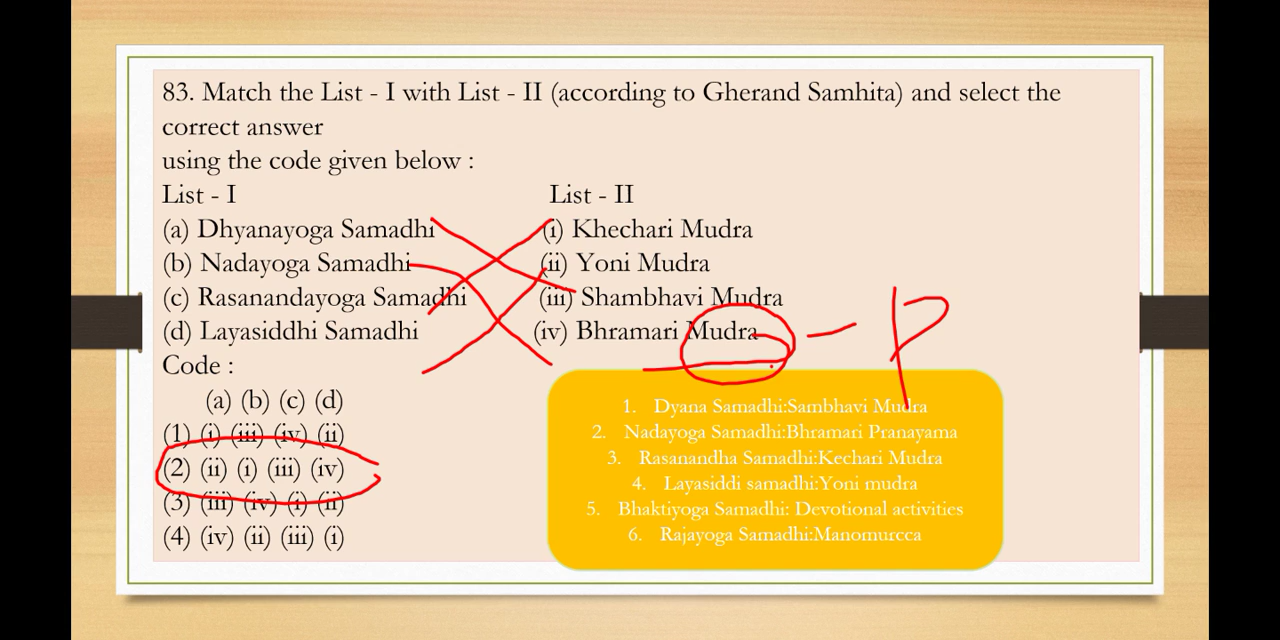 83. Match the List - I with List - II (according to Gherand Samhita) and select the
correct answer
using the code given below :
List - I List - II
(a) Dhyanayoga Samadhi (i) Khechari Mudra
(b) Nadayoga Samadhi (ii) Yoni Mudra
(c) Rasanandayoga Samadhi (iii) Shambhavi Mudra
(d) Layasiddhi Samadhi (iv) Bhramari Mudra - P
Code :
(a) (b) (c) (d)
(1) (i) (iii) (iv) (ii)
(2) (ii) (i) (iii) (iv)
(3) (iii) (iv) (i) (ii)
(4) (iv) (ii) (iii) (i)
1. Dyana Samadhi:Sambhavi Mudra
2. Nadayoga Samadhi:Bhramari Pranayama
3. Rasanandha Samadhi:Kechari Mudra
4. Layasiddi samadhi:Yoni mudra
5. Bhaktiyoga Samadhi: Devotional activities
6. Rajayoga Samadhi:Manomurcca